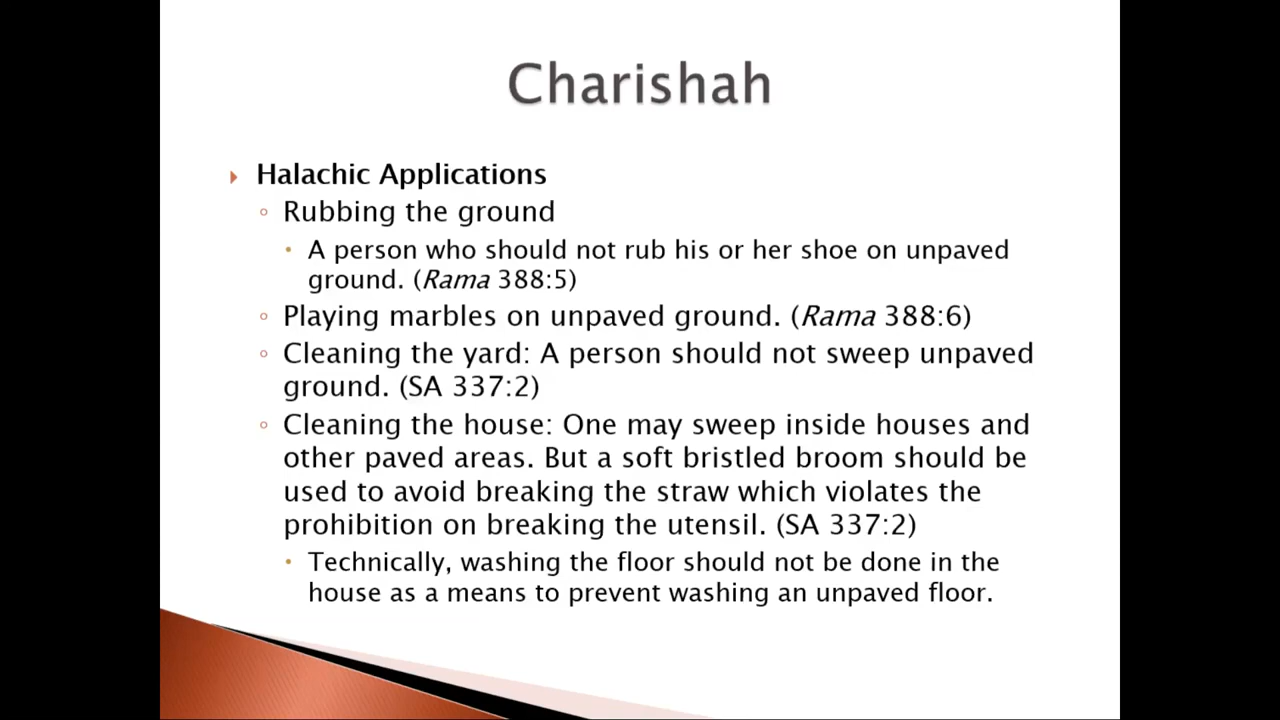 Charishah
Halachic Applications
Rubbing the ground
A person who should not rub his or her shoe on unpaved
ground. (Rama 388:5)
Playing marbles on unpaved ground. (Rama 388:6)
Cleaning the yard: A person should not sweep unpaved
ground. (SA 337:2)
Cleaning the house: One may sweep inside houses and
other paved areas. But a soft bristled broom should be
used to avoid breaking the straw which violates the
prohibition on breaking the utensil. (SA 337:2)
Technically, washing the floor should not be done in the
house as a means to prevent washing an unpaved floor.